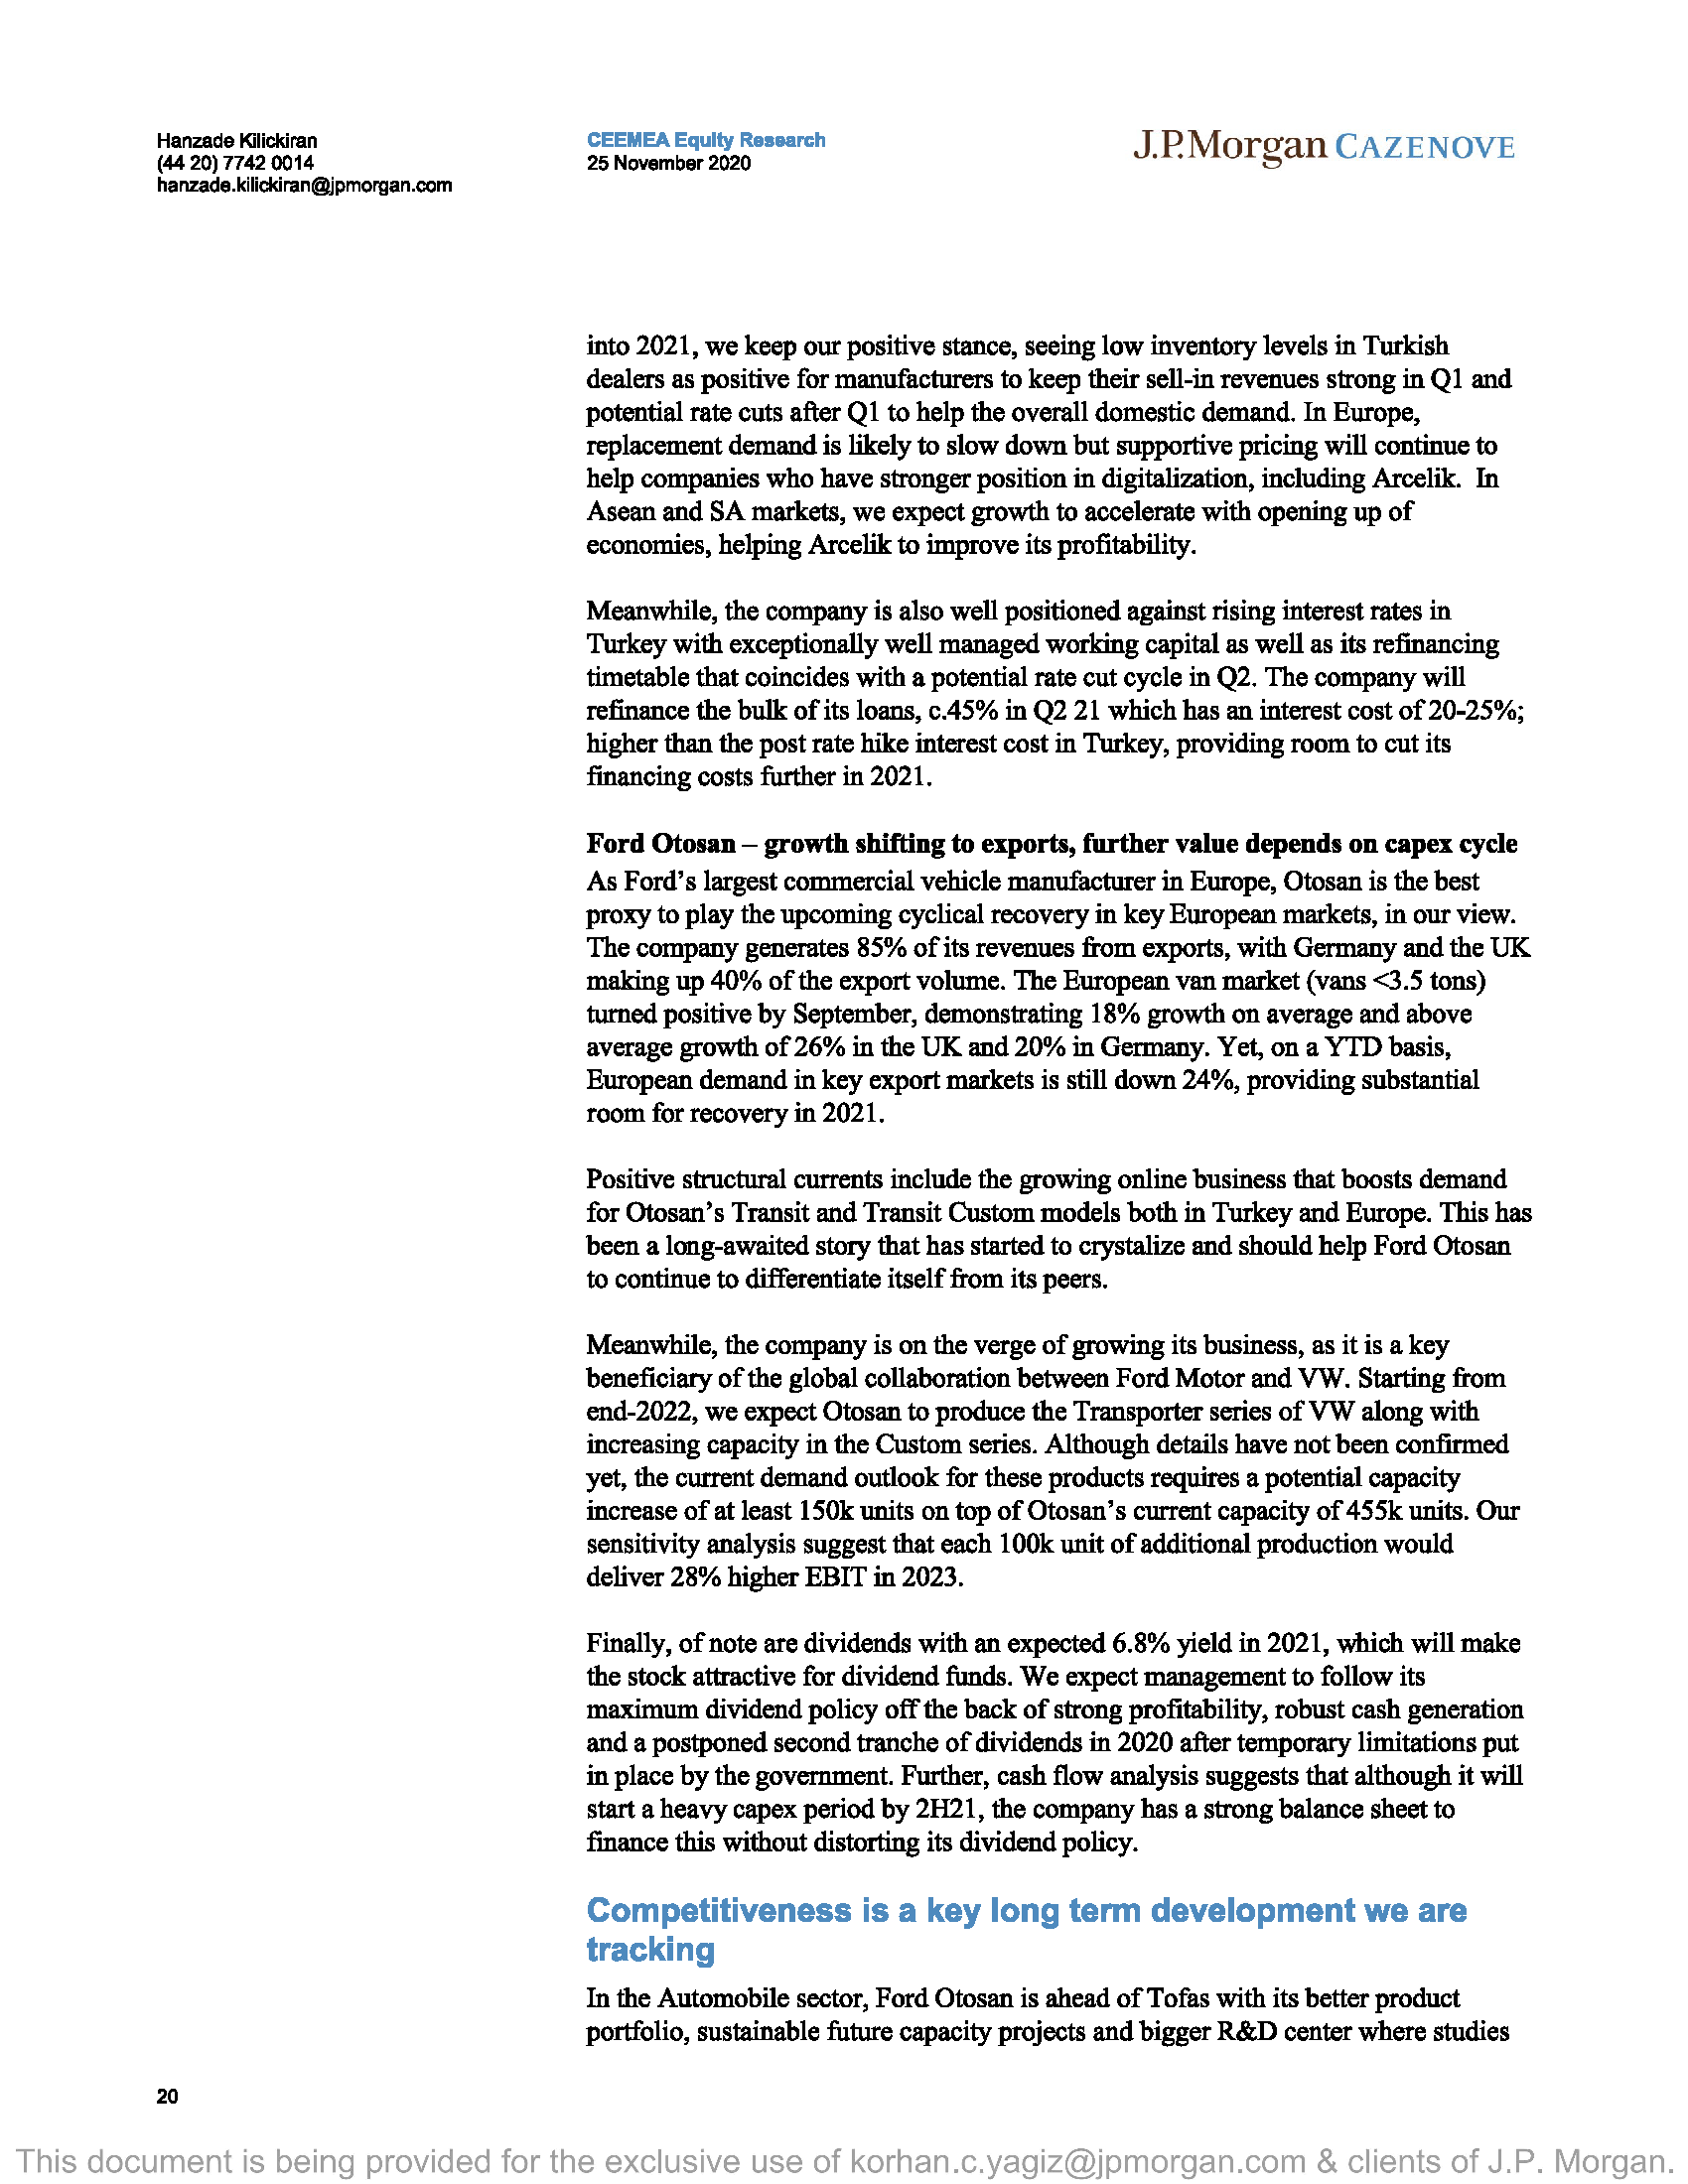 Hanzade Kilickiran
(44 20) 7742 0014
hanzade.kilickiran@jpmorgan.com
CEEMEA Equity Research
25 November 2020
J.P.Morgan CAZENOVE
into 2021, we keep our positive stance, seeing low inventory levels in Turkish
dealers as positive for manufacturers to keep their sell-in revenues strong in Q1 and
potential rate cuts after Q1 to help the overall domestic demand. In Europe,
replacement demand is likely to slow down but supportive pricing will continue to
help companies who have stronger position in digitalization, including Arcelik.  In
Asean and SA markets, we expect growth to accelerate with opening up of
economies, helping Arcelik to improve its profitability.
Meanwhile, the company is also well positioned against rising interest rates in
Turkey with exceptionally well managed working capital as well as its refinancing
timetable that coincides with a potential rate cut cycle in Q2. The company will
refinance the bulk of its loans, c.45% in Q2 21 which has an interest cost of 20-25%;
higher than the post rate hike interest cost in Turkey, providing room to cut its
financing costs further in 2021.
Ford Otosan – growth shifting to exports, further value depends on capex cycle
As Ford’s largest commercial vehicle manufacturer in Europe, Otosan is the best
proxy to play the upcoming cyclical recovery in key European markets, in our view.
The company generates 85% of its revenues from exports, with Germany and the UK
making up 40% of the export volume. The European van market (vans <3.5 tons)
turned positive by September, demonstrating 18% growth on average and above
average growth of 26% in the UK and 20% in Germany. Yet, on a YTD basis,
European demand in key export markets is still down 24%, providing substantial
room for recovery in 2021.
Positive structural currents include the growing online business that boosts demand
for Otosan’s Transit and Transit Custom models both in Turkey and Europe. This has
been a long-awaited story that has started to crystalize and should help Ford Otosan
to continue to differentiate itself from its peers.
Meanwhile, the company is on the verge of growing its business, as it is a key
beneficiary of the global collaboration between Ford Motor and VW. Starting from
end-2022, we expect Otosan to produce the Transporter series of VW along with
increasing capacity in the Custom series. Although details have not been confirmed
yet, the current demand outlook for these products requires a potential capacity
increase of at least 150k units on top of Otosan’s current capacity of 455k units. Our
sensitivity analysis suggest that each 100k unit of additional production would
deliver 28% higher EBIT in 2023.
Finally, of note are dividends with an expected 6.8% yield in 2021, which will make
the stock attractive for dividend funds. We expect management to follow its
maximum dividend policy off the back of strong profitability, robust cash generation
and a postponed second tranche of dividends in 2020 after temporary limitations put
in place by the government. Further, cash flow analysis suggests that although it will
start a heavy capex period by 2H21, the company has a strong balance sheet to
finance this without distorting its dividend policy.
Competitiveness is a key long term development we are
tracking
In the Automobile sector, Ford Otosan is ahead of Tofas with its better product
portfolio, sustainable future capacity projects and bigger R&D center where studies
20
This document is being provided for the exclusive use of korhan.c.yagiz@jpmorgan.com & clients of J.P. Morgan.